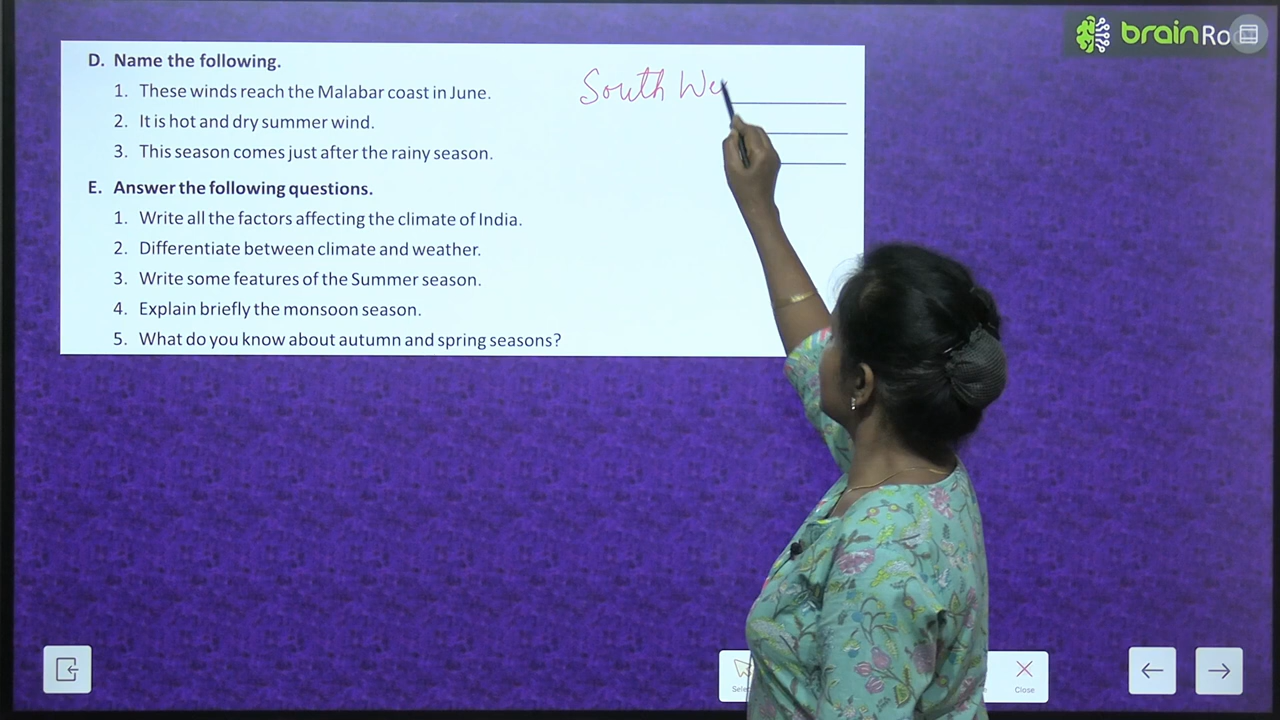 brainRo
D. Name the following.
1. These winds reach the Malabar coast in June. South We
2. It is hot and dry summer wind.
3. This season comes just after the rainy season.
E. Answer the following questions.
1. Write all the factors affecting the climate of India.
2. Differentiate between climate and weather.
3. Write some features of the Summer season.
4. Explain briefly the monsoon season.
5. What do you know about autumn and spring seasons?
Close